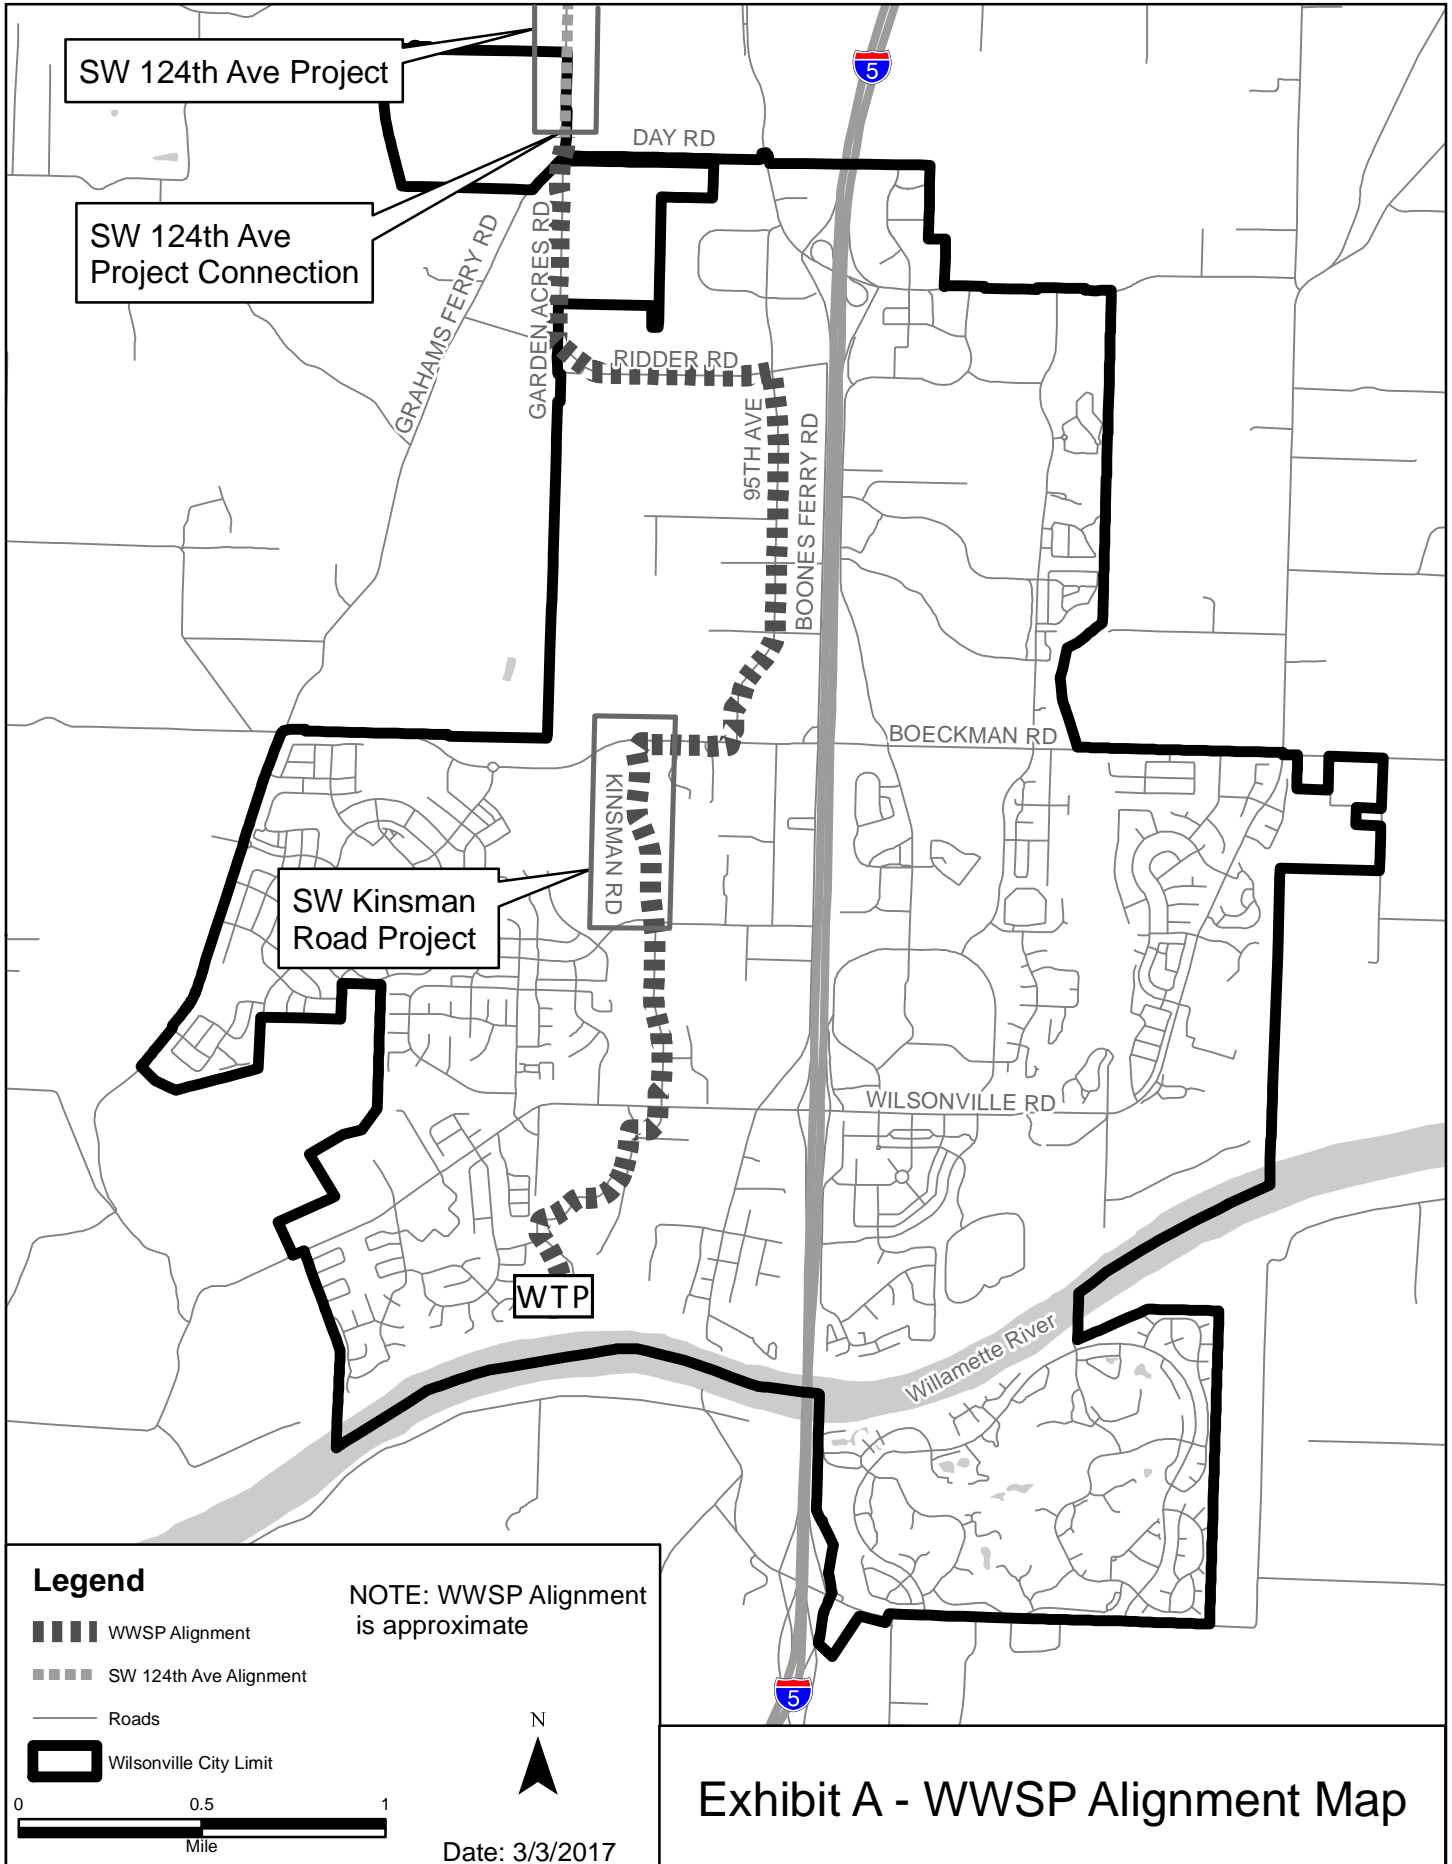 5
SW 124th Ave Project
DAY RD
SW 124th Ave
Project Connection
GRAHAMS FERRY RD
GARDEN ACRES RD
RIDDER RD
95TH AVE
BOONES FERRY RD
BOECKMAN RD
KINSMAN RD
SW Kinsman
Road Project
WILSONVILLE RD
WTP
Willamette River
Legend
WWSP Alignment
SW 124th Ave Alignment
Roads
Wilsonville City Limit
NOTE: WWSP Alignment
is approximate
N
0 0.5 1
Mile
Date: 3/3/2017
5
Exhibit A - WWSP Alignment Map